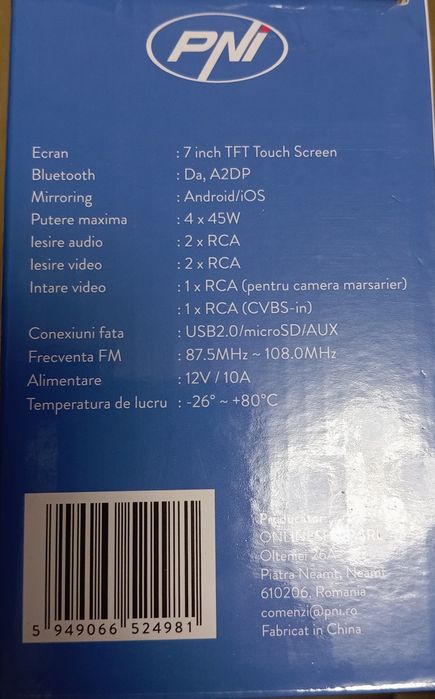 PNI
Ecran : 7 inch TFT Touch Screen
Bluetooth : Da, A2DP
Mirroring : Android/iOS
Putere maxima : 4 x 45W
Iesire audio : 2 x RCA
Iesire video : 2 x RCA
Intare video : 1 x RCA (pentru camera marsarier)
: 1 x RCA (CVBS-in)
Conexiuni fata : USB2.0/microSD/AUX
Frecventa FM : 87.5MHz ~ 108.0MHz
Alimentare : 12V / 10A
Temperatura de lucru : -26° ~ +80°C
5 949066 524981
Producator
Olteniei 26A
Piatra Neamt, Neamt
610206, Romania
comenzi@pni.ro
Fabricat in China